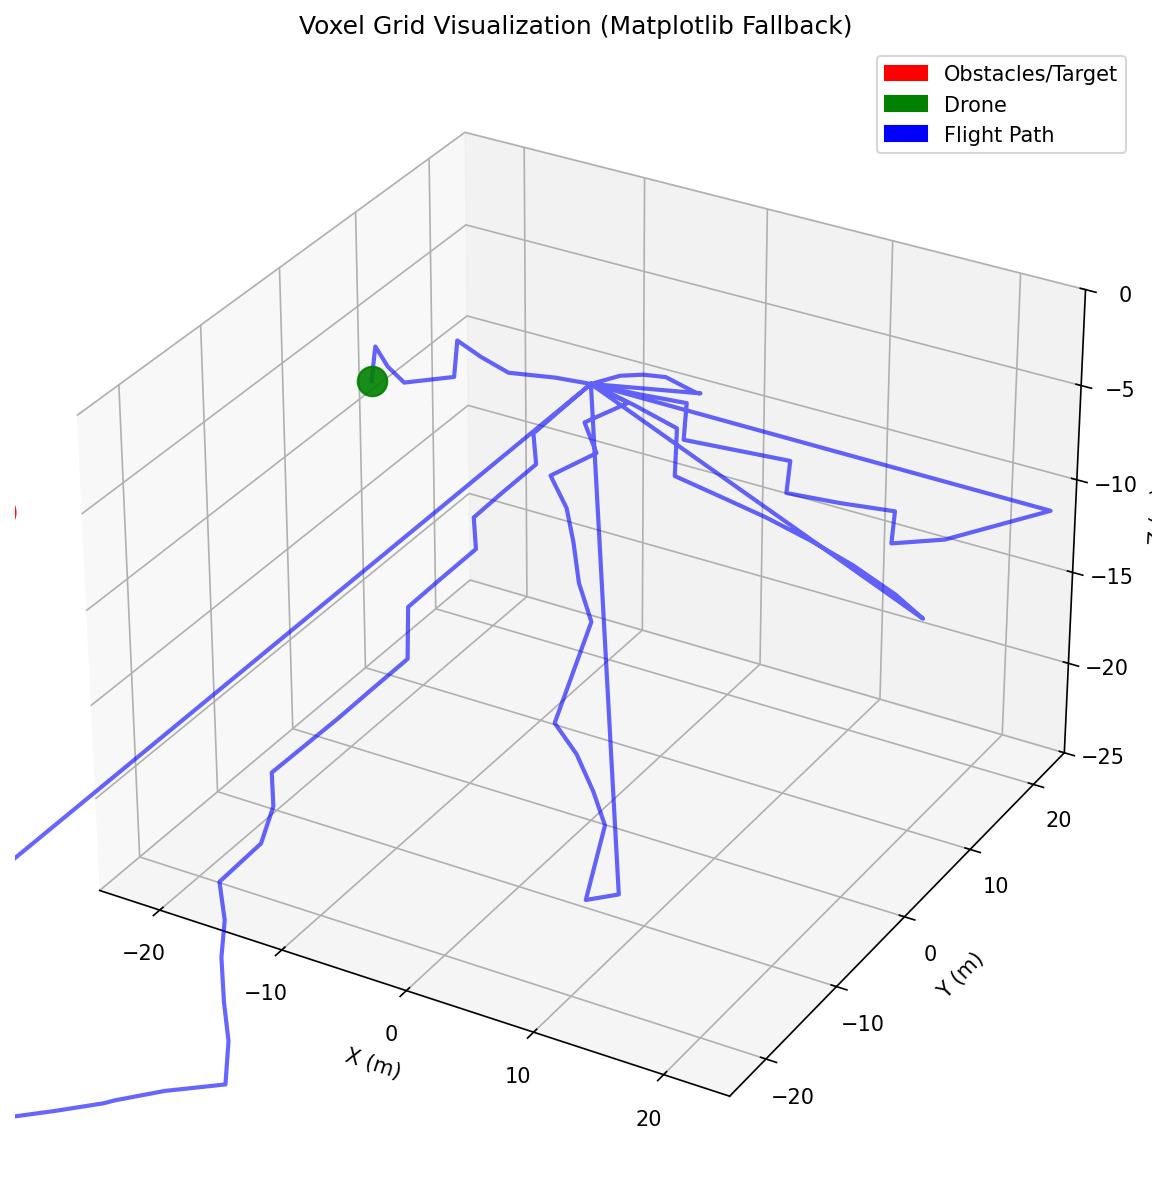 Voxel Grid Visualization (Matplotlib Fallback)
Obstacles/Target
Drone
Flight Path
0
−5
−10
−15
−20
−25
20
10
0
−10
−20
Y (m)
−20
−10
0
10
20
X (m)